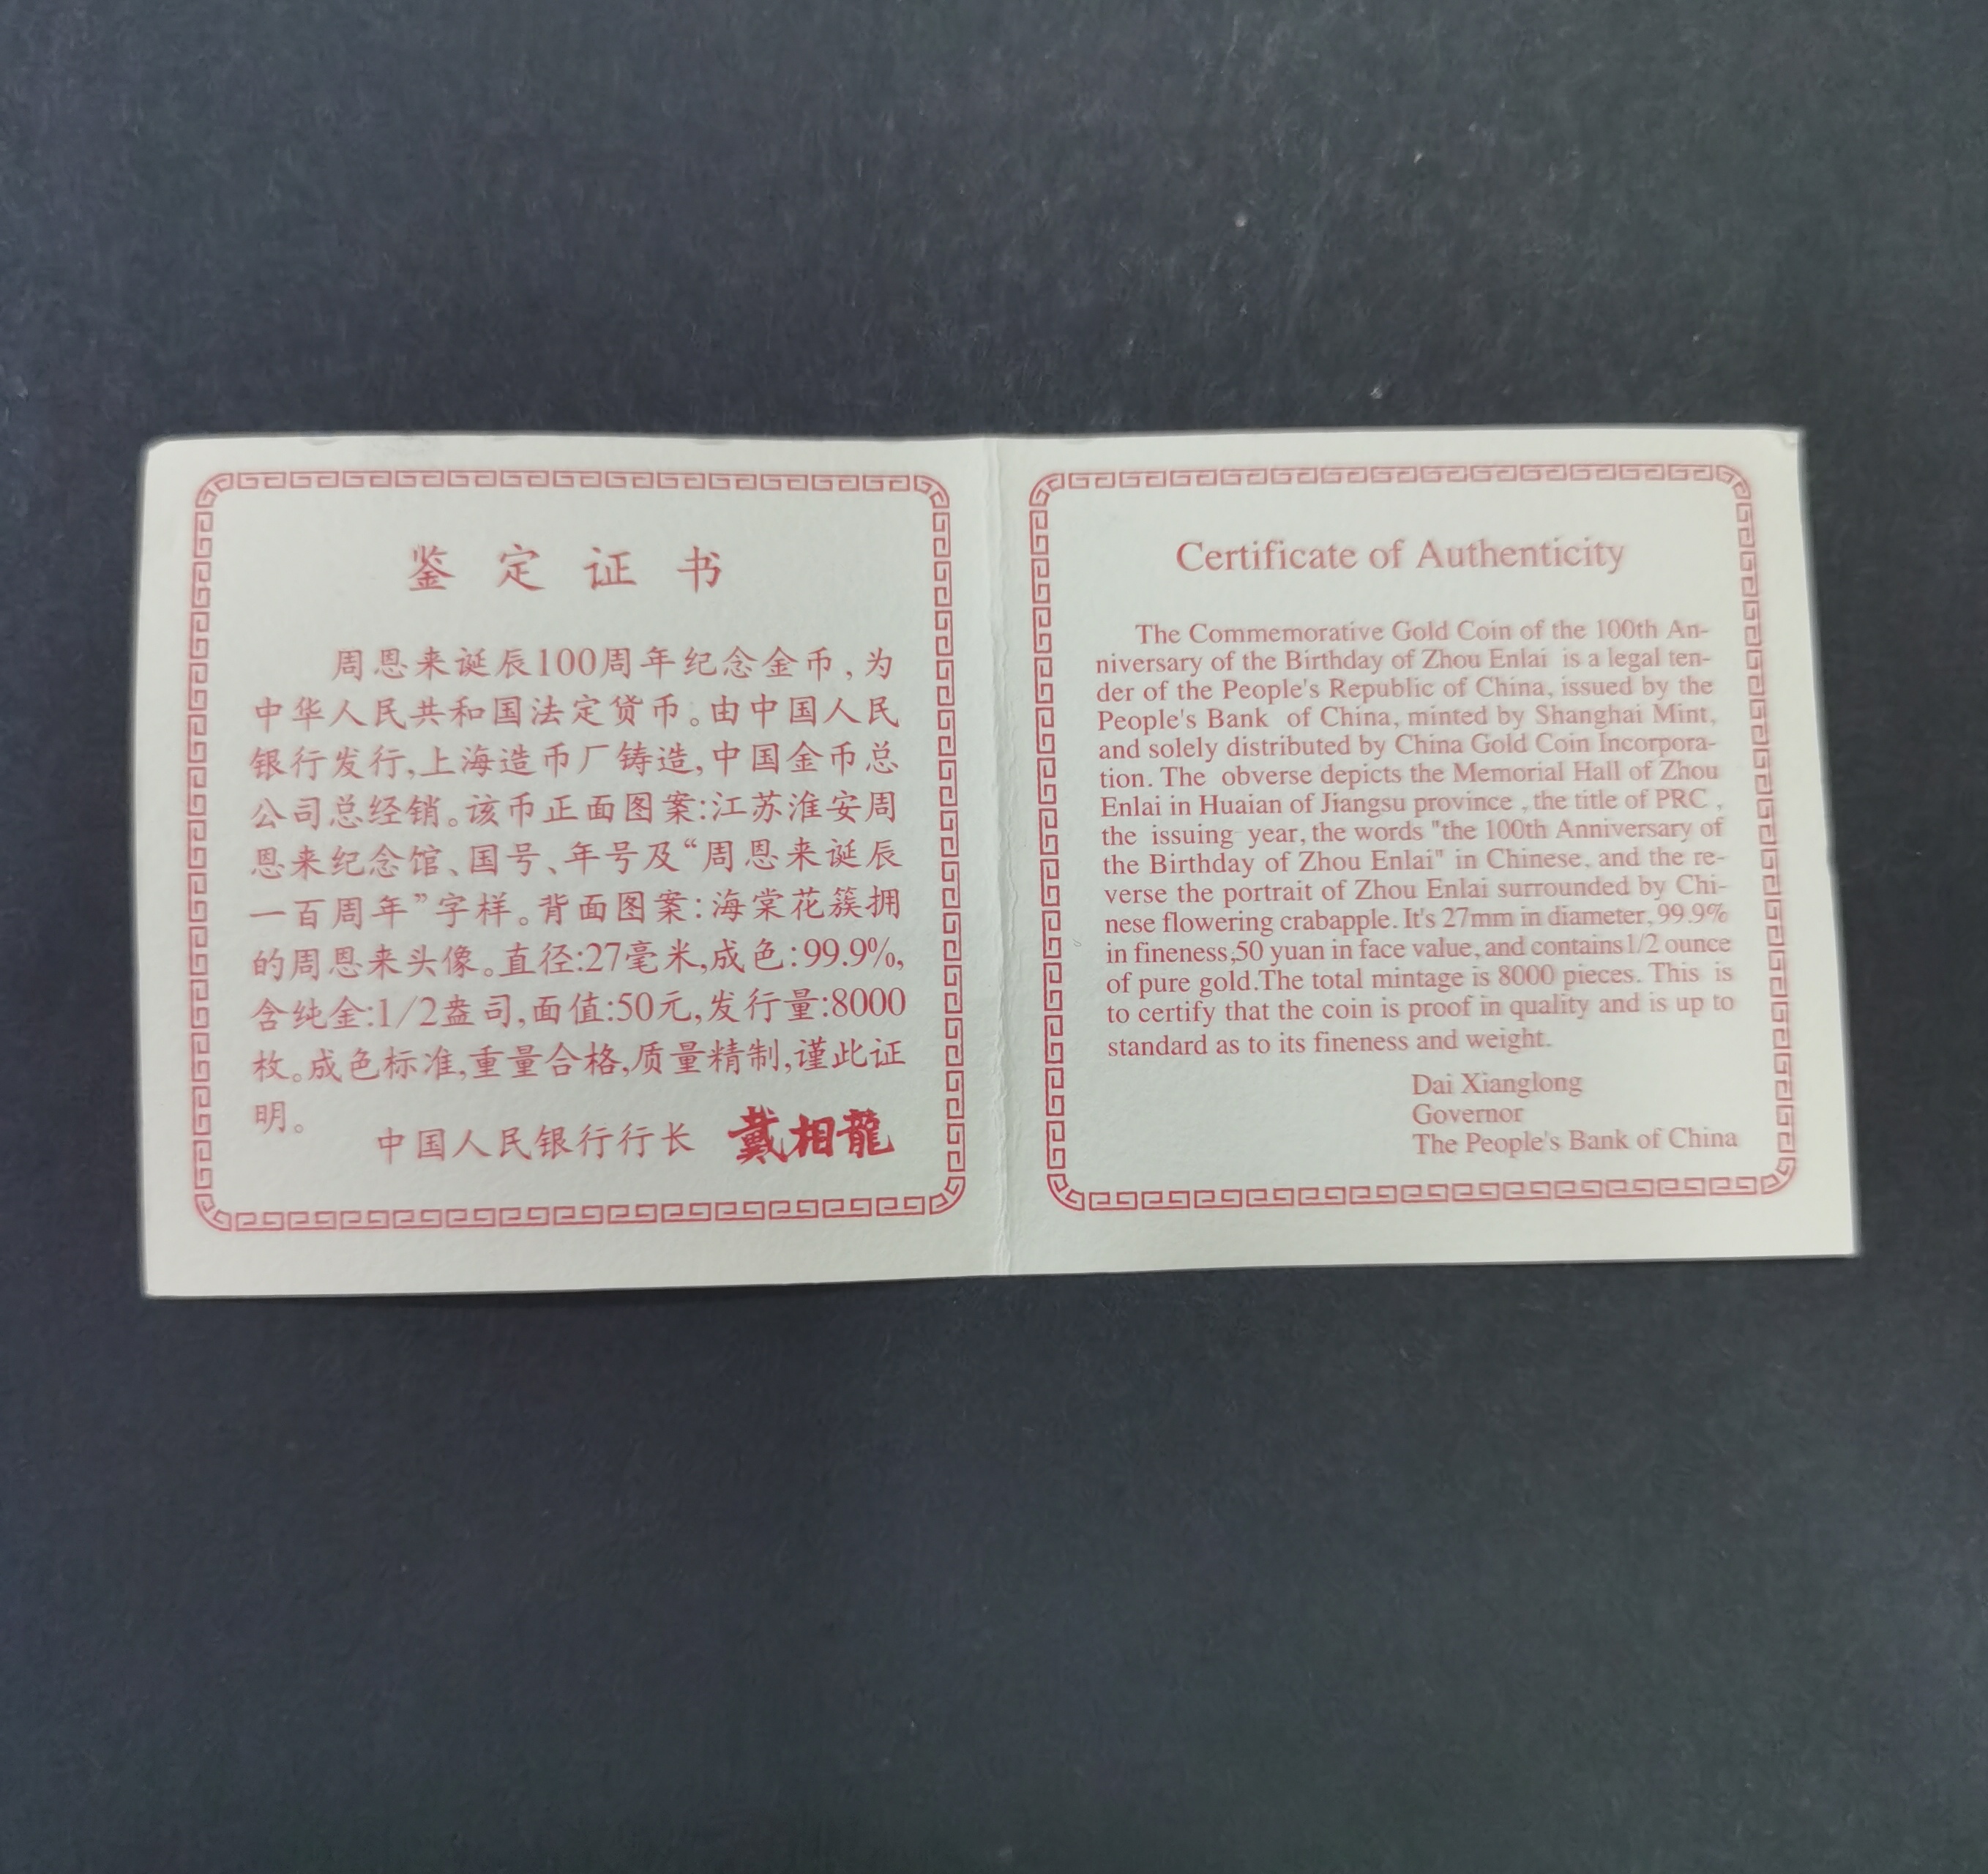 鉴定证书
周恩来诞辰100周年纪念金币,为
中华人民共和国法定货币。由中国人民
银行发行,上海造币厂铸造,中国金币总
公司总经销。该币正面图案:江苏淮安周
恩来纪念馆、国号、年号及“周恩来诞辰
一百周年”字样。背面图案:海棠花簇拥
的周恩来头像。直径:27毫米,成色:99.9%,
含纯金:1/2盎司,面值:50元,发行量:8000
枚。成色标准,重量合格,质量精制,谨此证
明。
中国人民银行行长 戴相龍
Certificate of Authenticity
The Commemorative Gold Coin of the 100th An-
niversary of the Birthday of Zhou Enlai is a legal ten-
der of the People's Republic of China, issued by the
People's Bank of China, minted by Shanghai Mint,
and solely distributed by China Gold Coin Incorpora-
tion. The obverse depicts the Memorial Hall of Zhou
Enlai in Huaian of Jiangsu province , the title of PRC ,
the issuing year, the words "the 100th Anniversary of
the Birthday of Zhou Enlai" in Chinese, and the re-
verse the portrait of Zhou Enlai surrounded by Chi-
nese flowering crabapple. It's 27mm in diameter, 99.9%
in fineness,50 yuan in face value, and contains 1/2 ounce
of pure gold.The total mintage is 8000 pieces. This is
to certify that the coin is proof in quality and is up to
standard as to its fineness and weight.
Dai Xianglong
Governor
The People's Bank of China